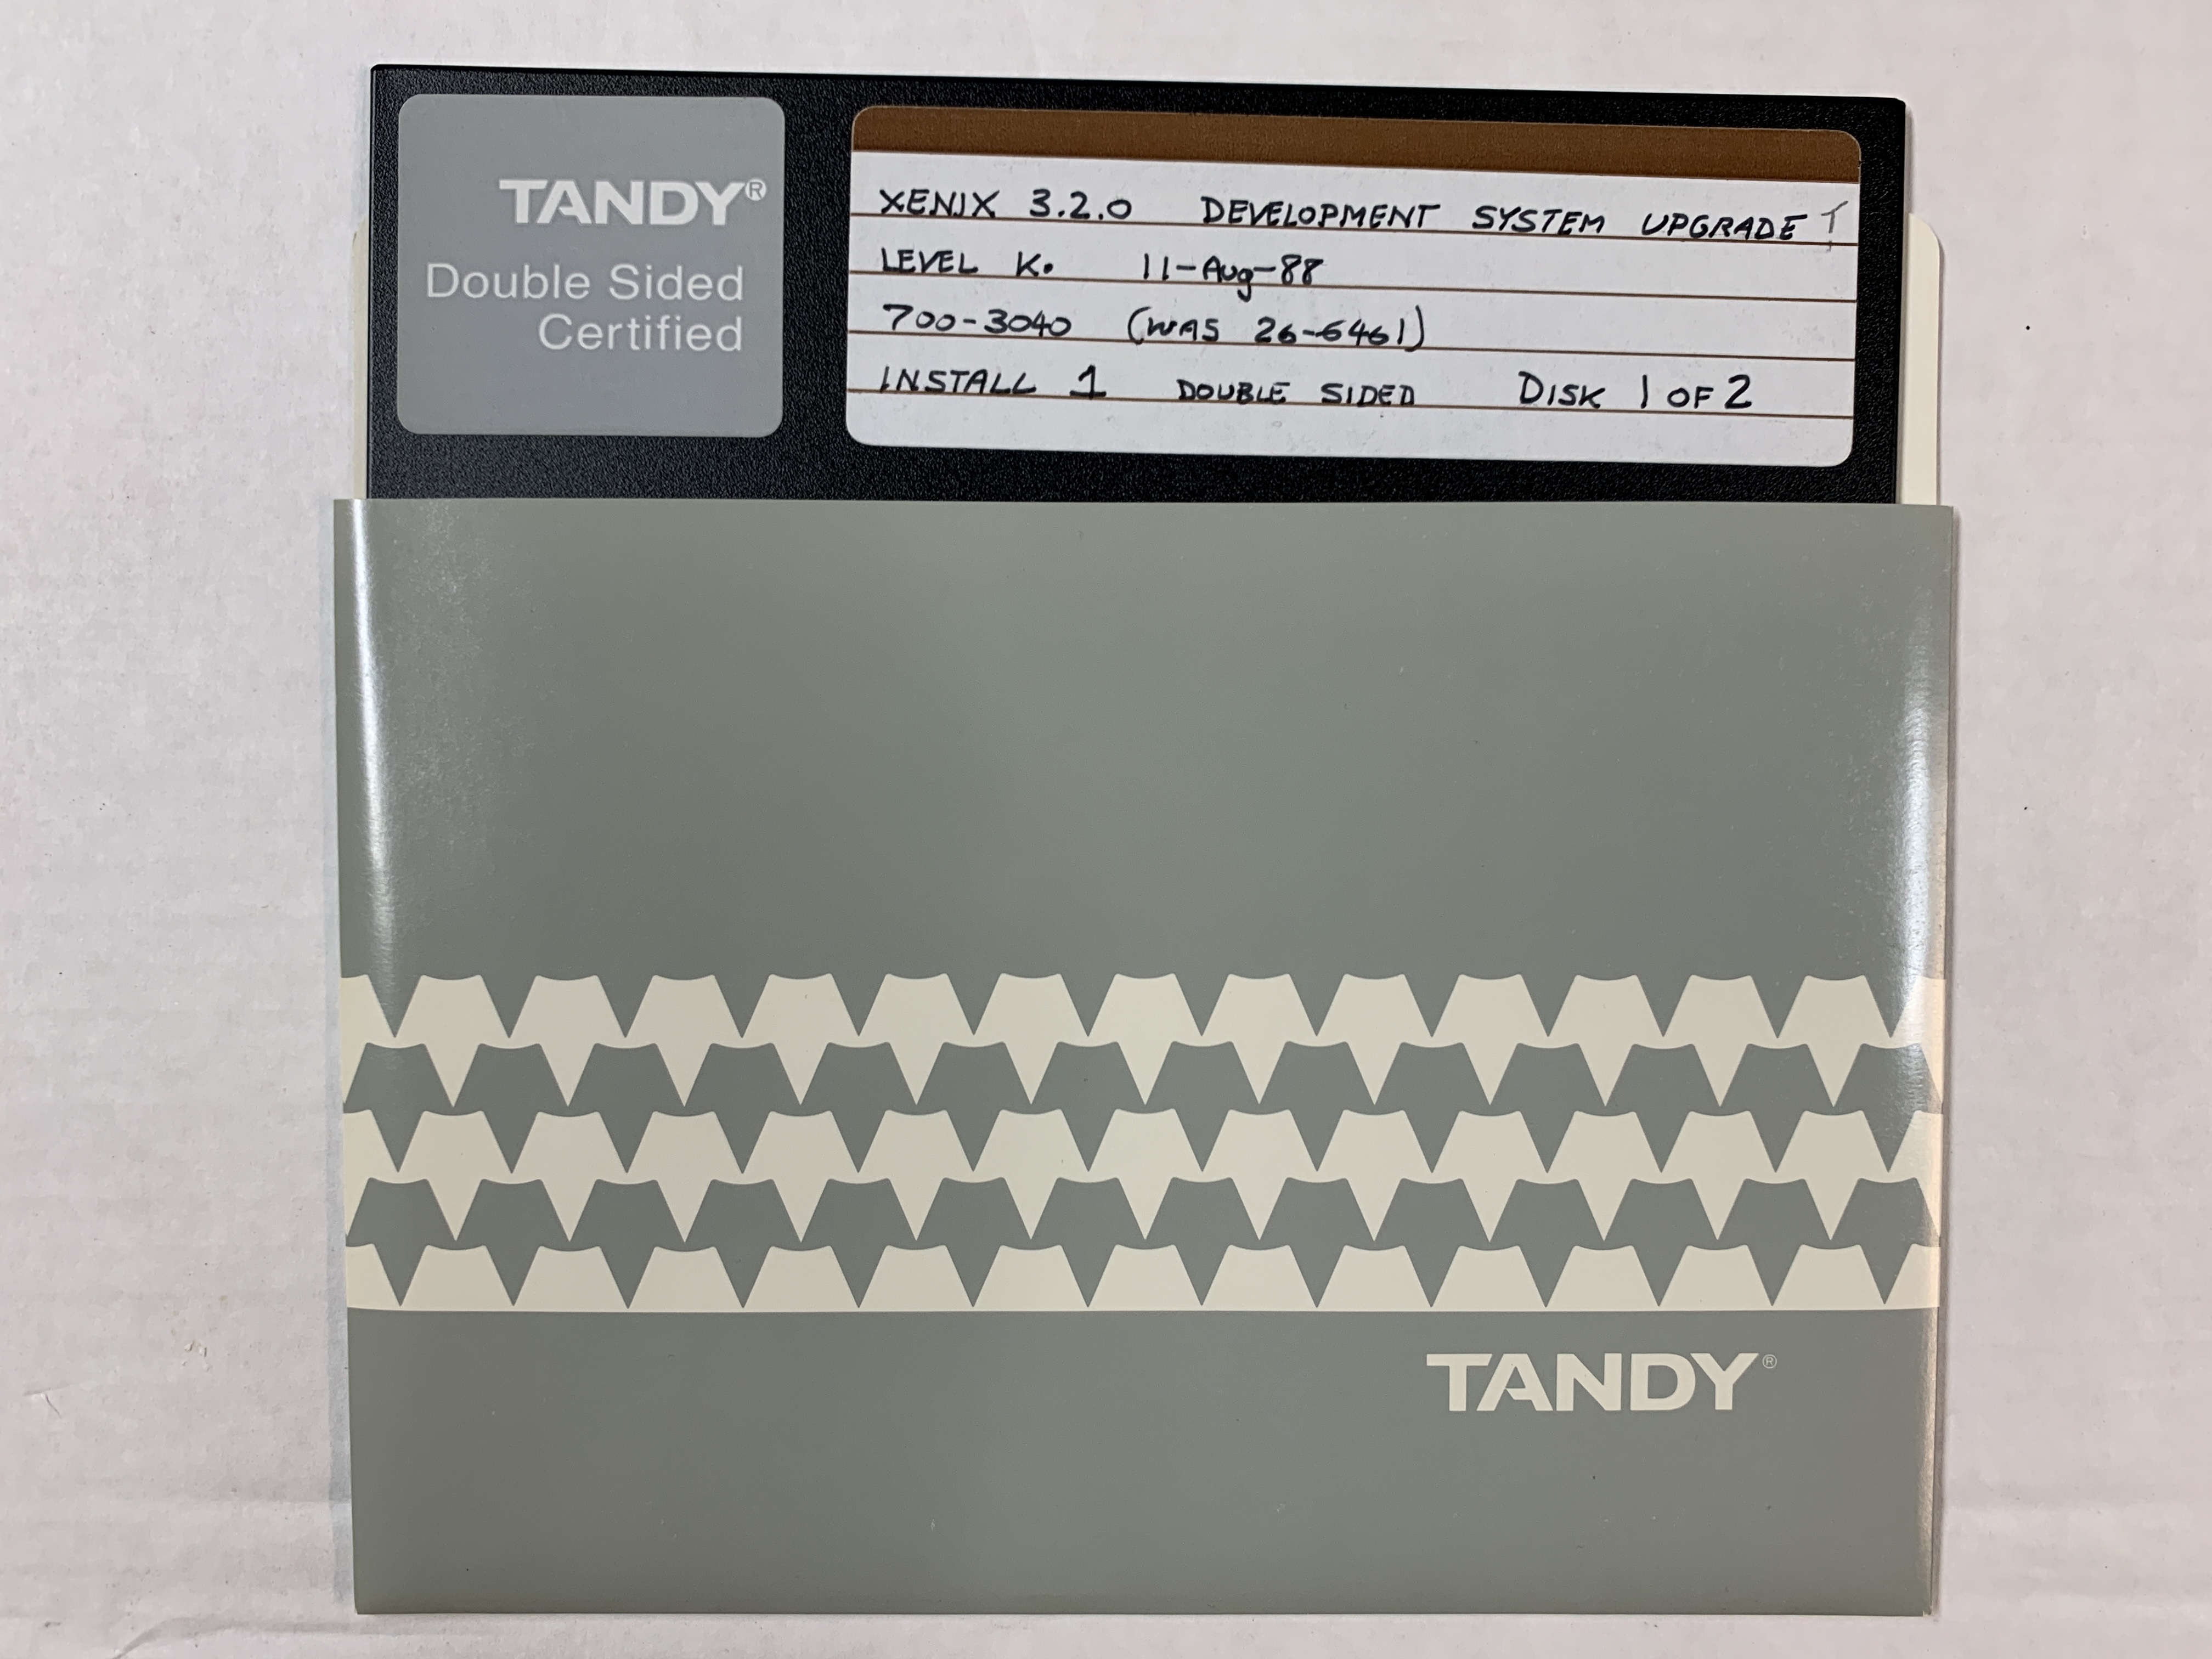 TANDY®
Double Sided
Certified
XENIX 3.2.0 DEVELOPMENT SYSTEM UPGRADE T
LEVEL K. 11-Aug-88
700-3040 (WAS 26-6461)
INSTALL 1 DOUBLE SIDED DISK 1 OF 2
TANDY®